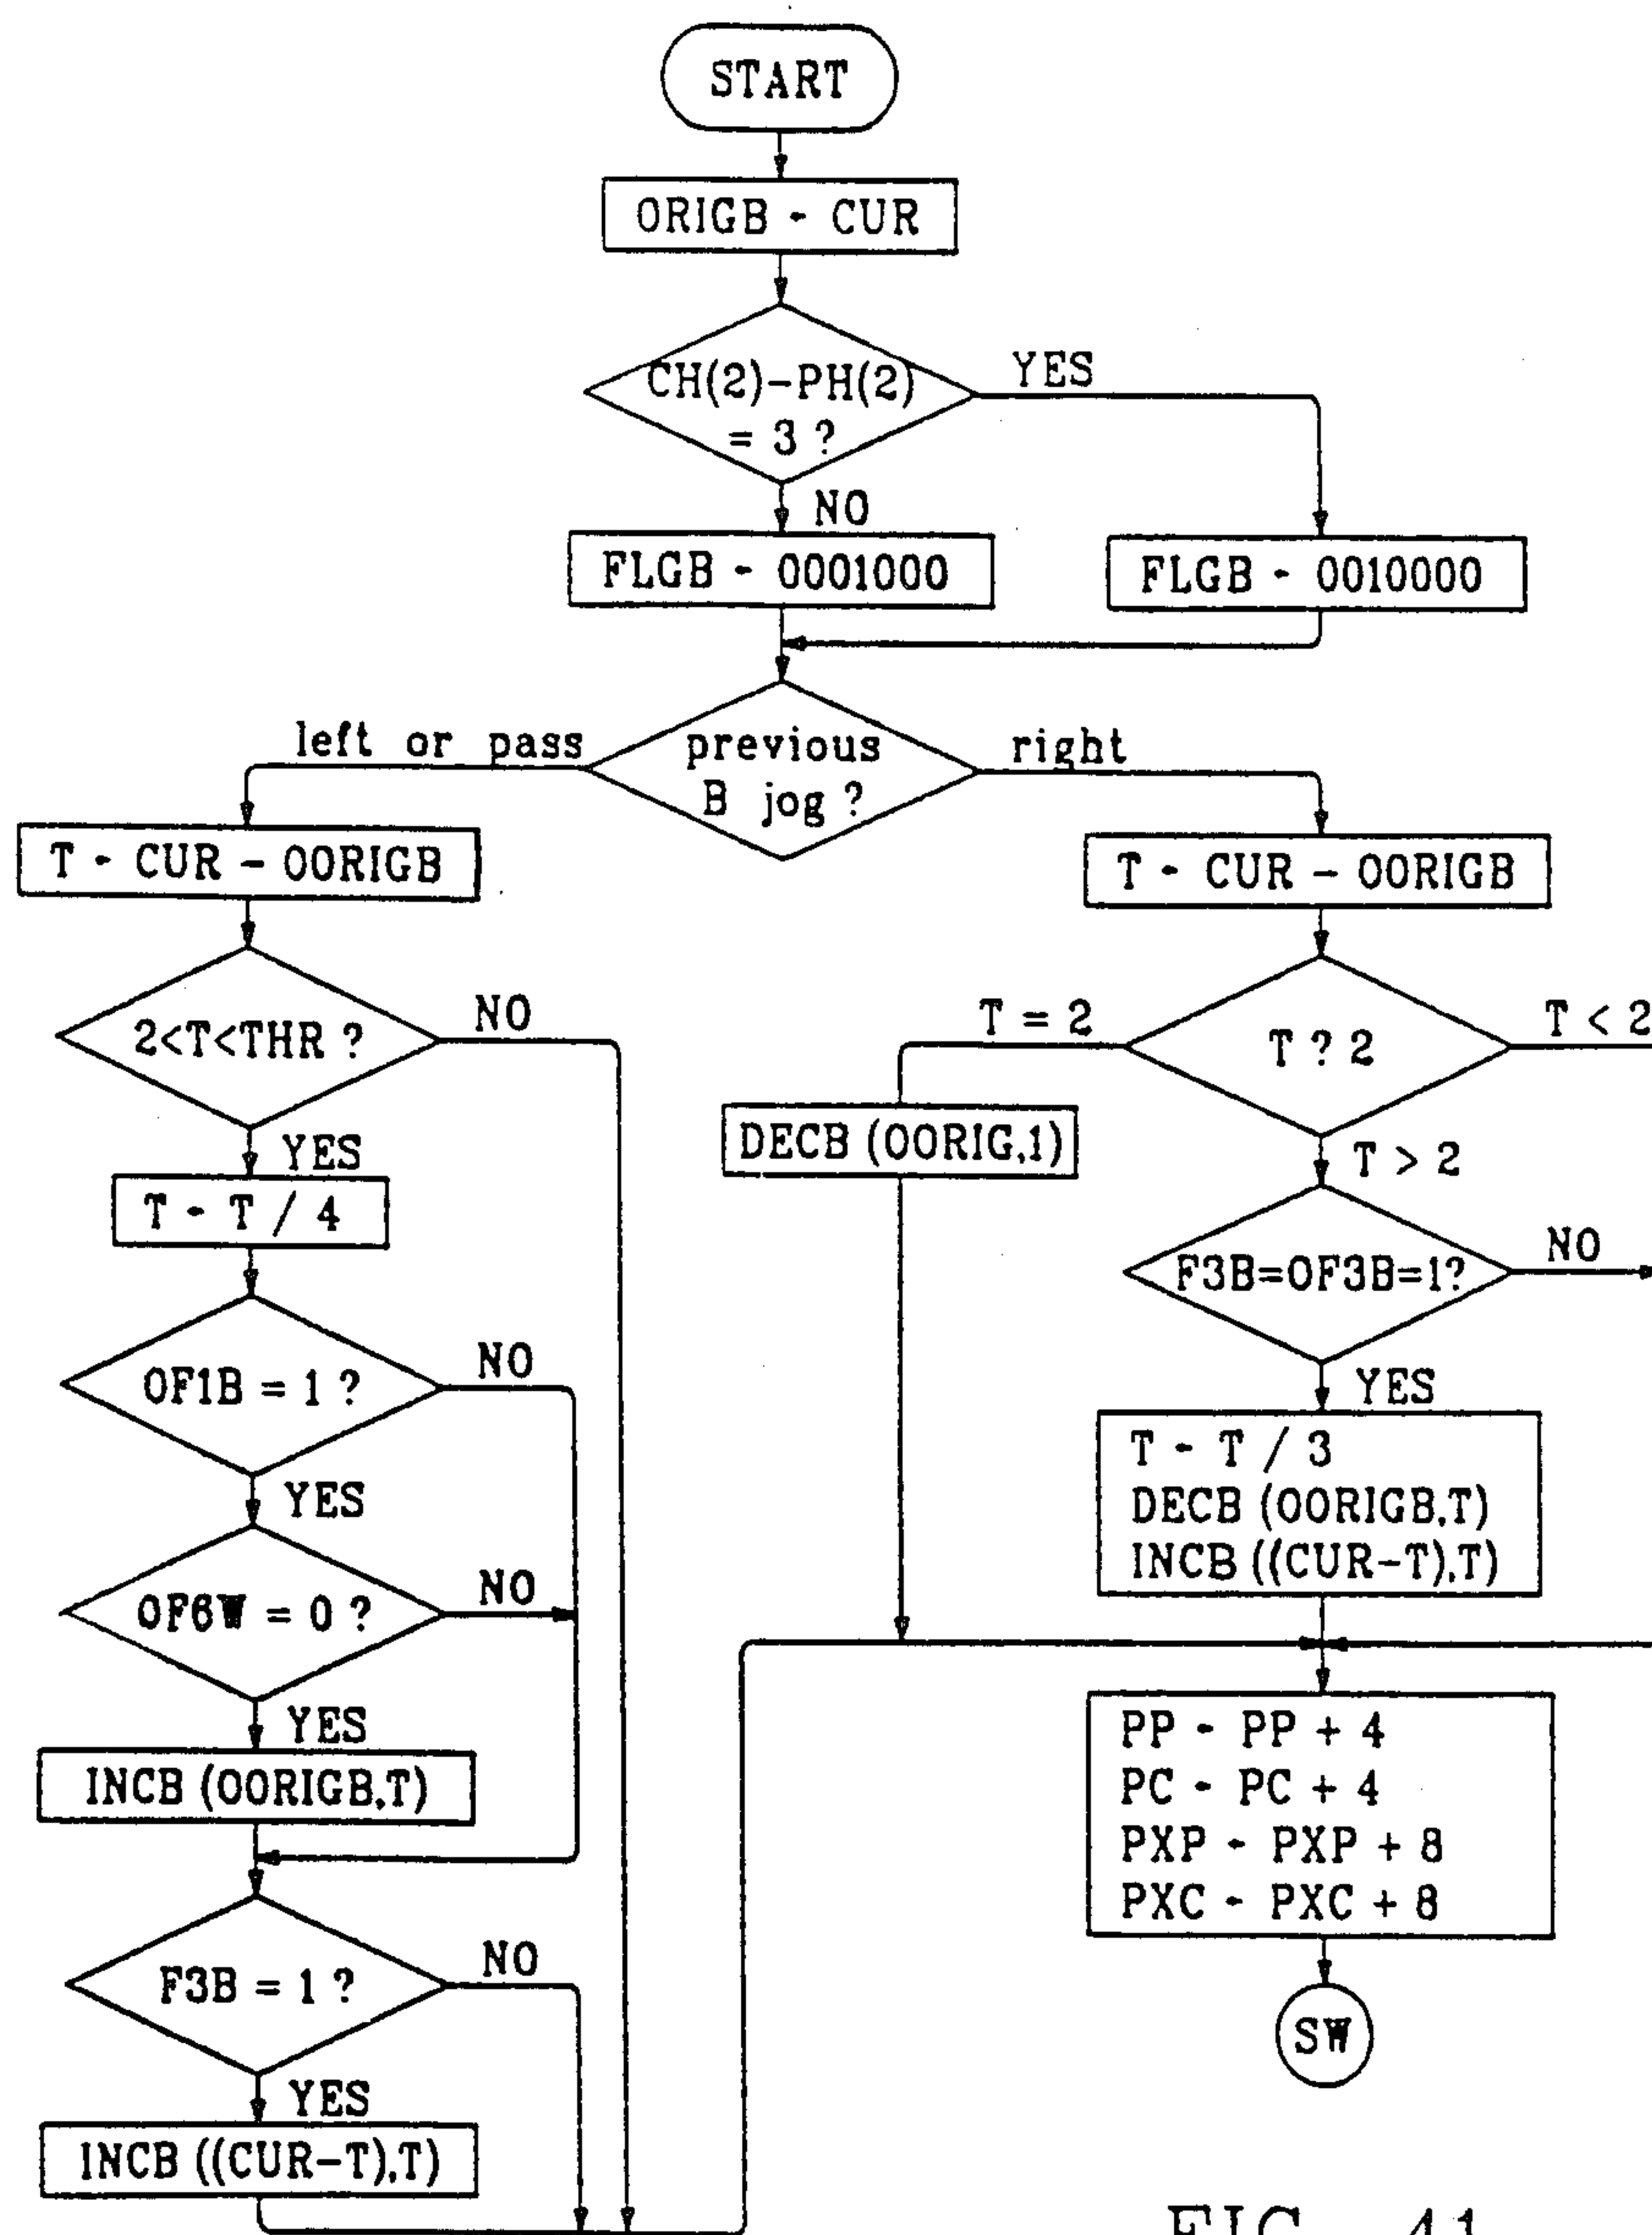 START
ORIGB - CUR
CH(2)-PH(2)
= 3 ?
YES
NO
FLGB - 0001000
FLGB - 0010000
left or pass
previous
B jog ?
right
T - CUR - OORIGB
T - CUR - OORIGB
2<T<THR ?
NO
T = 2
T ? 2
T < 2
DECB (OORIG,1)
YES
T > 2
T - T / 4
F3B=OF3B=1?
NO
OF1B = 1 ?
NO
YES
YES
T - T / 3
DECB (OORIGB,T)
INCB ((CUR-T),T)
OF6W = 0 ?
NO
YES
INCB (OORIGB,T)
PP - PP + 4
PC - PC + 4
PXP - PXP + 8
PXC - PXC + 8
F3B = 1 ?
NO
SW
YES
INCB ((CUR-T),T)
FIG. 41